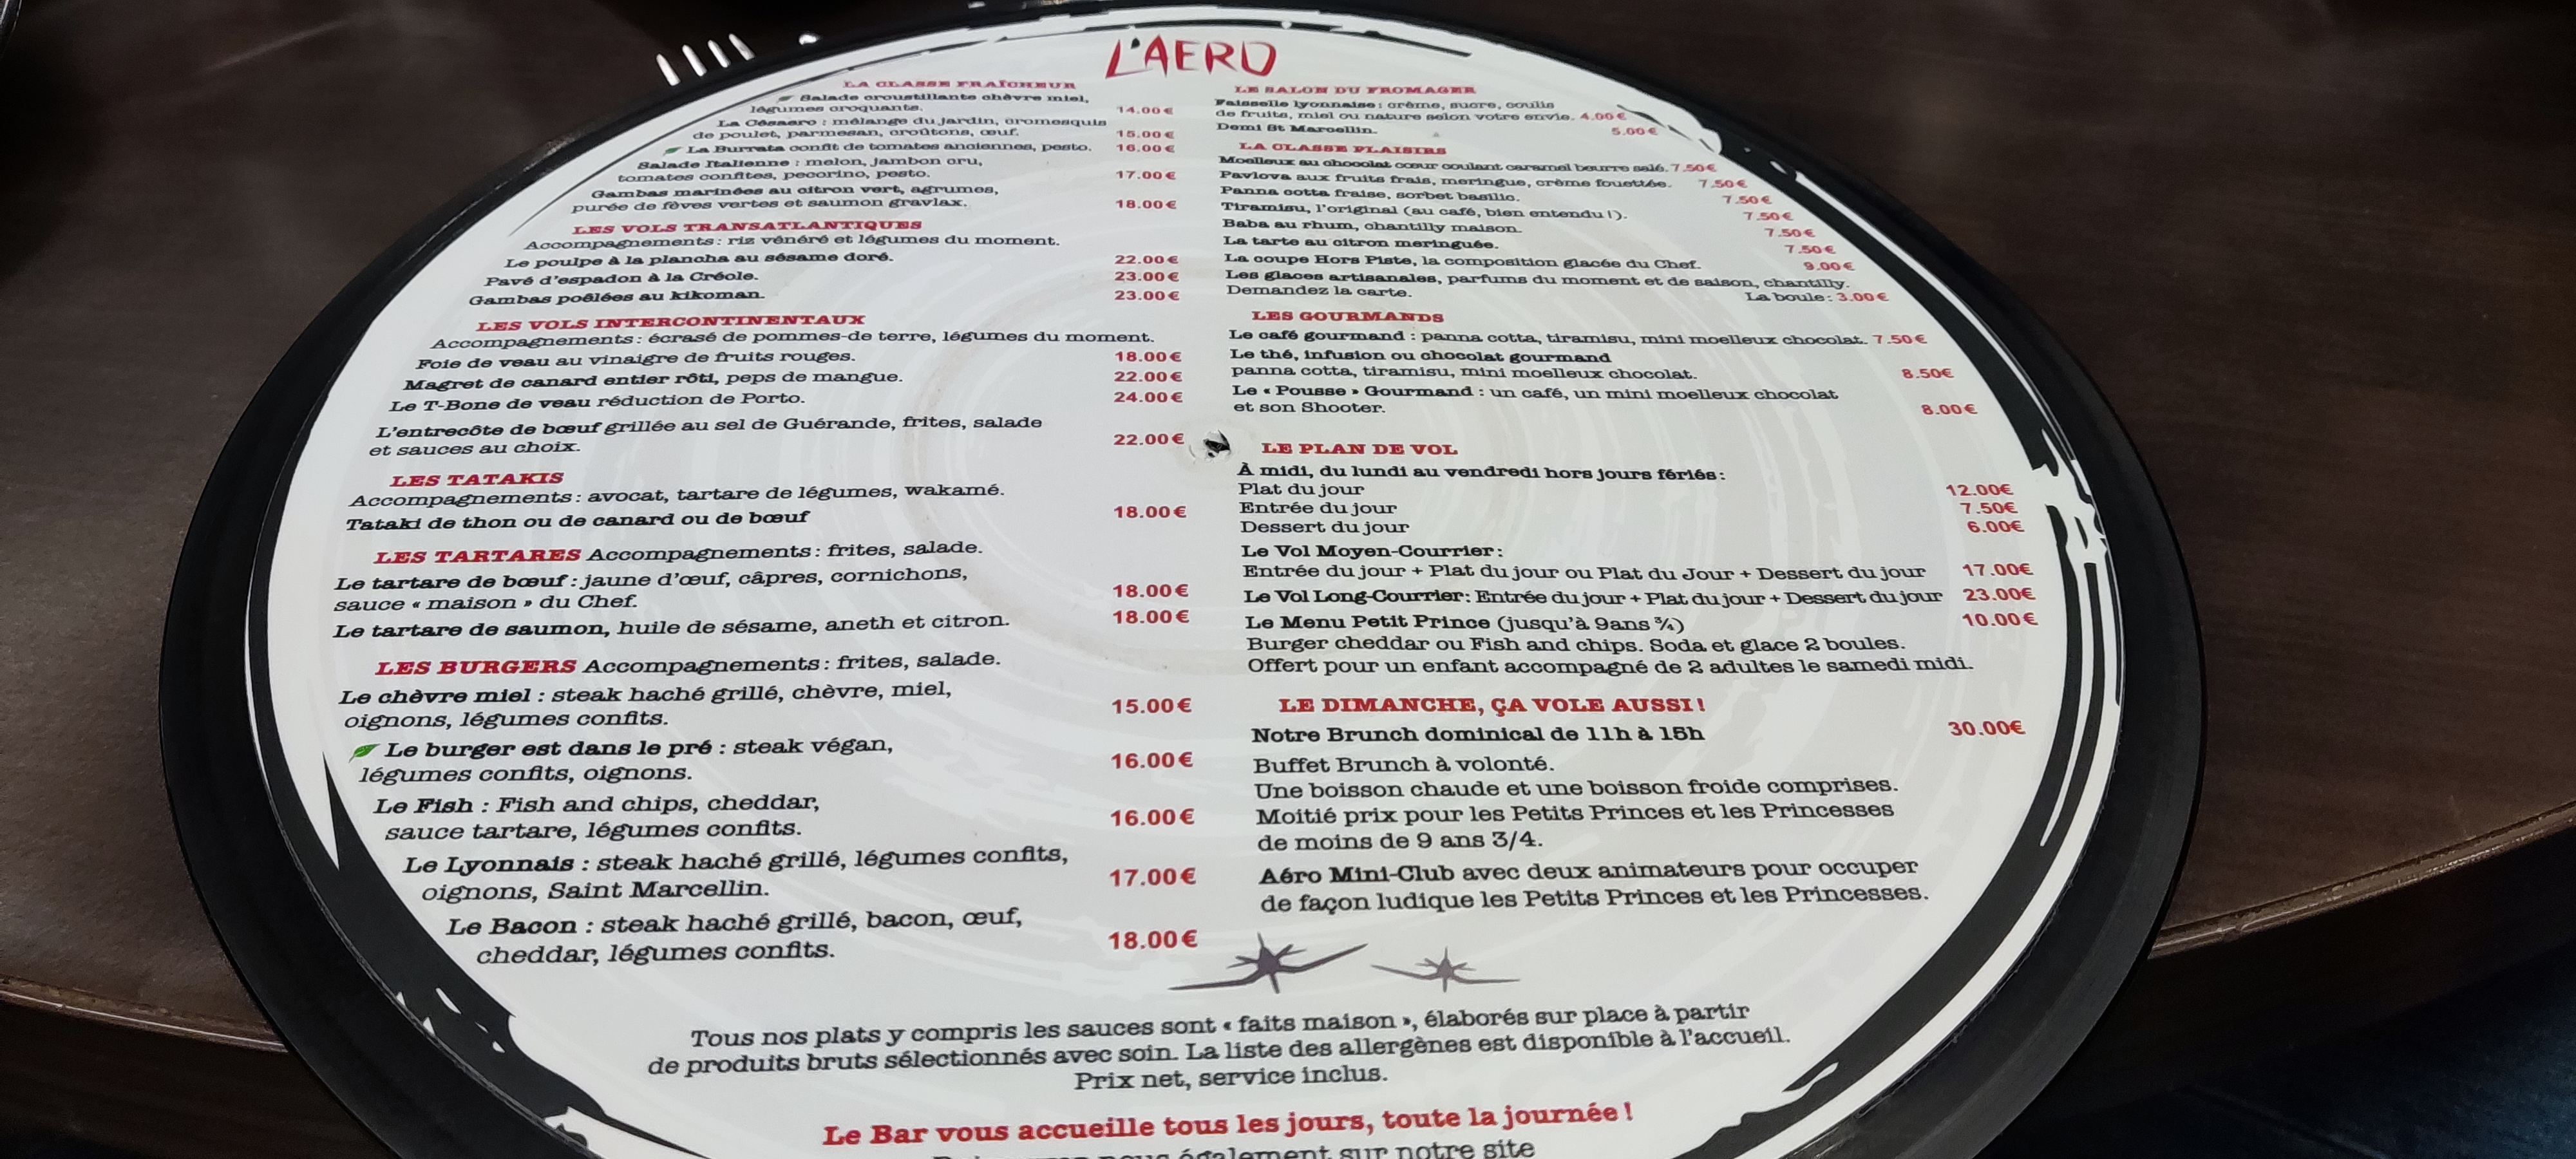 L'AERO
LA CLASSE FRAÎCHEUR
Salade croustillante chèvre miel,
légumes croquants. 14.00€
La Césaero : mélange du jardin, cromesquis
de poulet, parmesan, croûtons, œuf. 15.00€
La Burrata confit de tomates anciennes, pesto. 16.00€
Salade Italienne : melon, jambon cru,
tomates confites, pecorino, pesto. 17.00€
Gambas marinées au citron vert, agrumes,
purée de fèves vertes et saumon gravlax. 18.00€
LES VOLS TRANSATLANTIQUES
Accompagnements : riz vénéré et légumes du moment.
Le poulpe à la plancha au sésame doré. 22.00€
Pavé d'espadon à la Créole. 23.00€
Gambas poêlées au kikoman. 23.00€
LES VOLS INTERCONTINENTAUX
Accompagnements : écrasé de pommes-de terre, légumes du moment.
Foie de veau au vinaigre de fruits rouges. 18.00€
Magret de canard entier rôti, peps de mangue. 22.00€
Le T-Bone de veau réduction de Porto. 24.00€
L'entrecôte de bœuf grillée au sel de Guérande, frites, salade
et sauces au choix. 22.00€
LES TATAKIS
Accompagnements : avocat, tartare de légumes, wakamé.
Tataki de thon ou de canard ou de bœuf 18.00€
LES TARTARES Accompagnements : frites, salade.
Le tartare de bœuf : jaune d'œuf, câpres, cornichons,
sauce « maison » du Chef. 18.00€
Le tartare de saumon, huile de sésame, aneth et citron. 18.00€
LES BURGERS Accompagnements : frites, salade.
Le chèvre miel : steak haché grillé, chèvre, miel,
oignons, légumes confits. 15.00€
Le burger est dans le pré : steak végan,
légumes confits, oignons. 16.00€
Le Fish : Fish and chips, cheddar,
sauce tartare, légumes confits. 16.00€
Le Lyonnais : steak haché grillé, légumes confits,
oignons, Saint Marcellin. 17.00€
Le Bacon : steak haché grillé, bacon, œuf,
cheddar, légumes confits. 18.00€
LE SALON DU FROMAGER
Faisselle lyonnaise : crème, sucre, coulis
de fruits, miel ou nature selon votre envie. 4.00€
Demi St Marcellin. 5.00€
LA CLASSE PLAISIRS
Moelleux au chocolat cœur coulant caramel beurre salé. 7.50€
Pavlova aux fruits frais, meringue, crème fouettée. 7.50€
Panna cotta fraise, sorbet basilic. 7.50€
Tiramisu, l'original (au café, bien entendu !). 7.50€
Baba au rhum, chantilly maison. 7.50€
La tarte au citron meringuée. 7.50€
La coupe Hors Piste, la composition glacée du Chef. 9.00€
Les glaces artisanales, parfums du moment et de saison, chantilly.
Demandez la carte. La boule : 3.00€
LES GOURMANDS
Le café gourmand : panna cotta, tiramisu, mini moelleux chocolat. 7.50€
Le thé, infusion ou chocolat gourmand
panna cotta, tiramisu, mini moelleux chocolat. 8.50€
Le « Pousse » Gourmand : un café, un mini moelleux chocolat
et son Shooter. 8.00€
LE PLAN DE VOL
À midi, du lundi au vendredi hors jours fériés :
Plat du jour 12.00€
Entrée du jour 7.50€
Dessert du jour 6.00€
Le Vol Moyen-Courrier :
Entrée du jour + Plat du jour ou Plat du Jour + Dessert du jour 17.00€
Le Vol Long-Courrier : Entrée du jour + Plat du jour + Dessert du jour 23.00€
Le Menu Petit Prince (jusqu'à 9ans ¾) 10.00€
Burger cheddar ou Fish and chips. Soda et glace 2 boules.
Offert pour un enfant accompagné de 2 adultes le samedi midi.
LE DIMANCHE, ÇA VOLE AUSSI !
Notre Brunch dominical de 11h à 15h 30.00€
Buffet Brunch à volonté.
Une boisson chaude et une boisson froide comprises.
Moitié prix pour les Petits Princes et les Princesses
de moins de 9 ans 3/4.
Aéro Mini-Club avec deux animateurs pour occuper
de façon ludique les Petits Princes et les Princesses.
Tous nos plats y compris les sauces sont « faits maison », élaborés sur place à partir
de produits bruts sélectionnés avec soin. La liste des allergènes est disponible à l'accueil.
Prix net, service inclus.
Le Bar vous accueille tous les jours, toute la journée !
nous également sur notre site